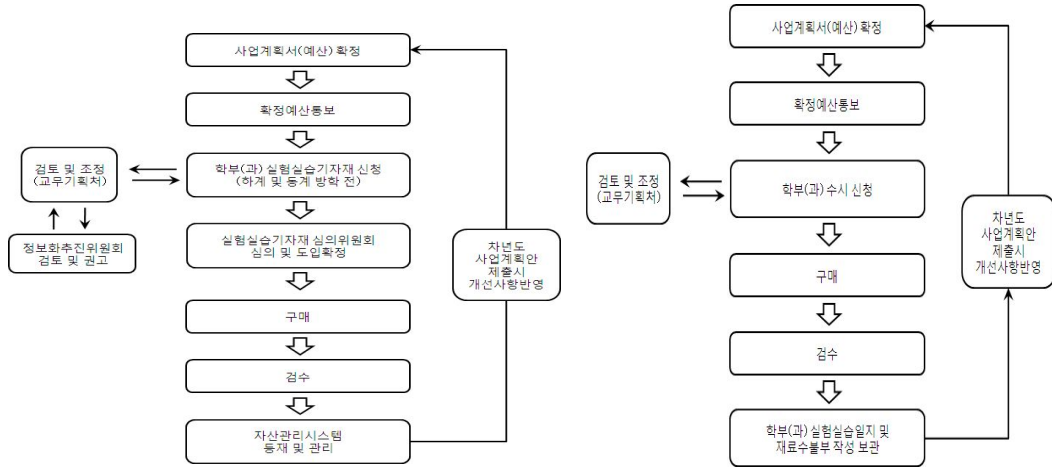 사업계획서(예산) 확정
확정예산통보
검토 및 조정
(교무기획처)
학부(과) 실험실습기자재 신청
(하계 및 동계 방학 전)
정보화추진위원회
검토 및 권고
실험실습기자재 심의위원회
심의 및 도입확정
차년도
사업계획안
제출시
개선사항반영
구매
검수
자산관리시스템
등재 및 관리
사업계획서(예산) 확정
확정예산통보
검토 및 조정
(교무기획처)
학부(과) 수시 신청
차년도
사업계획안
제출시
개선사항반영
구매
검수
학부(과) 실험실습일지 및
재료수불부 작성 보관